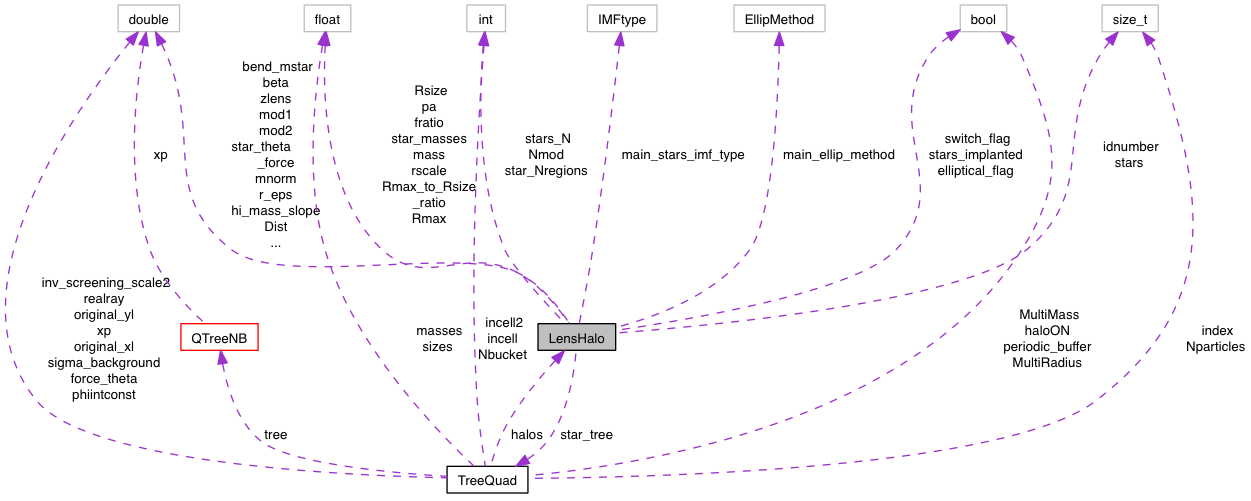 double
float
int
IMFtype
EllipMethod
bool
size_t
bend_mstar
beta
zlens
mod1
mod2
star_theta
_force
mnorm
r_eps
hi_mass_slope
Dist
...
Rsize
pa
fratio
star_masses
mass
rscale
Rmax_to_Rsize
_ratio
Rmax
stars_N
Nmod
star_Nregions
main_stars_imf_type
main_ellip_method
switch_flag
stars_implanted
elliptical_flag
idnumber
stars
xp
inv_screening_scale2
realray
original_yl
xp
original_xl
sigma_background
force_theta
phiintconst
QTreeNB
masses
sizes
incell2
incell
Nbucket
LensHalo
MultiMass
haloON
periodic_buffer
MultiRadius
index
Nparticles
tree
halos
star_tree
TreeQuad